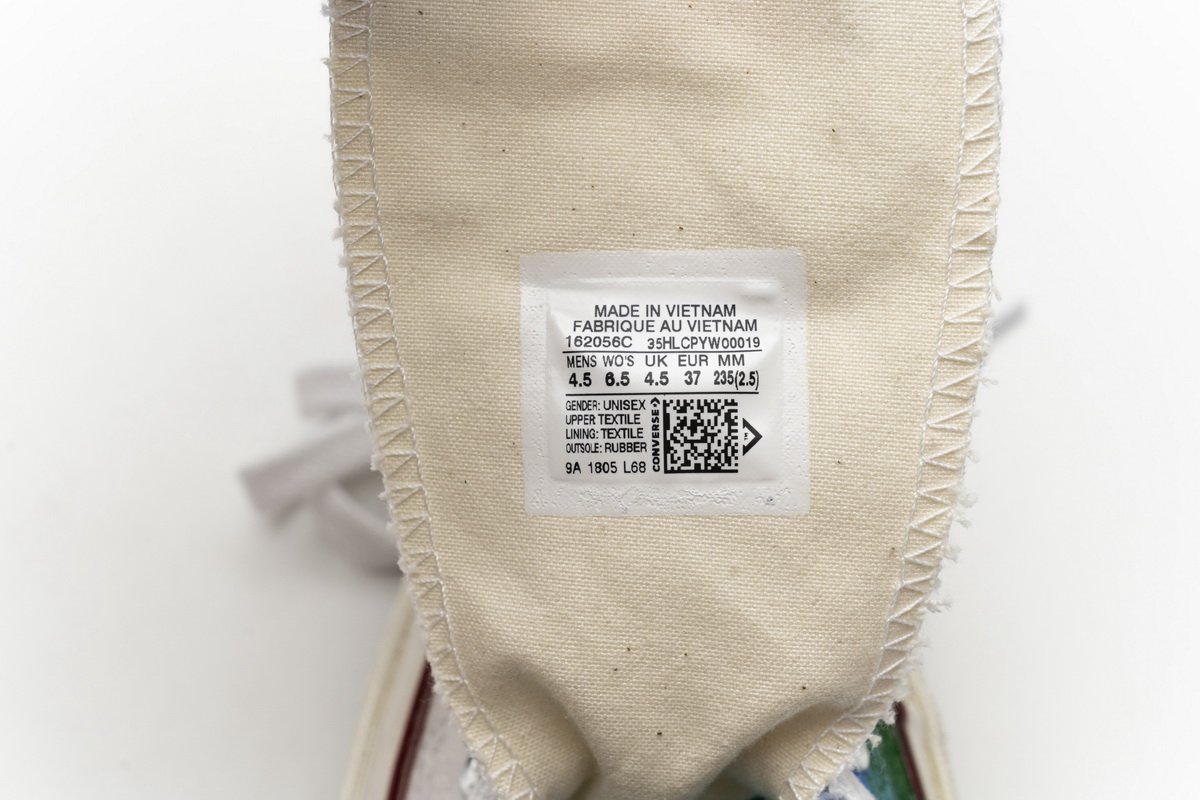 MADE IN VIETNAM
FABRIQUE AU VIETNAM
162056C 35HLCPYW00019
MENS WO'S UK EUR MM
4.5 6.5 4.5 37 235(2.5)
GENDER: UNISEX
UPPER TEXTILE
LINING: TEXTILE
OUTSOLE: RUBBER
9A 1805 L68
CONVERSE
TM